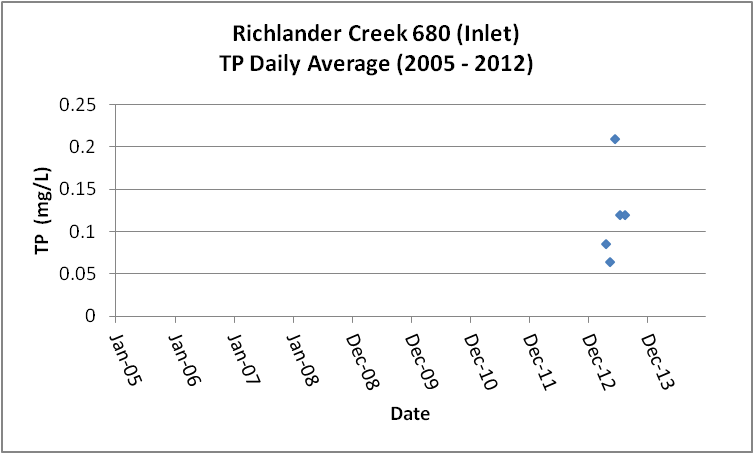 Richlander Creek 680 (Inlet)
TP Daily Average (2005 - 2012)
TP (mg/L)
0.25
0.2
0.15
0.1
0.05
0
Jan-05
Jan-06
Jan-07
Jan-08
Dec-08
Dec-09
Dec-10
Dec-11
Dec-12
Dec-13
Date